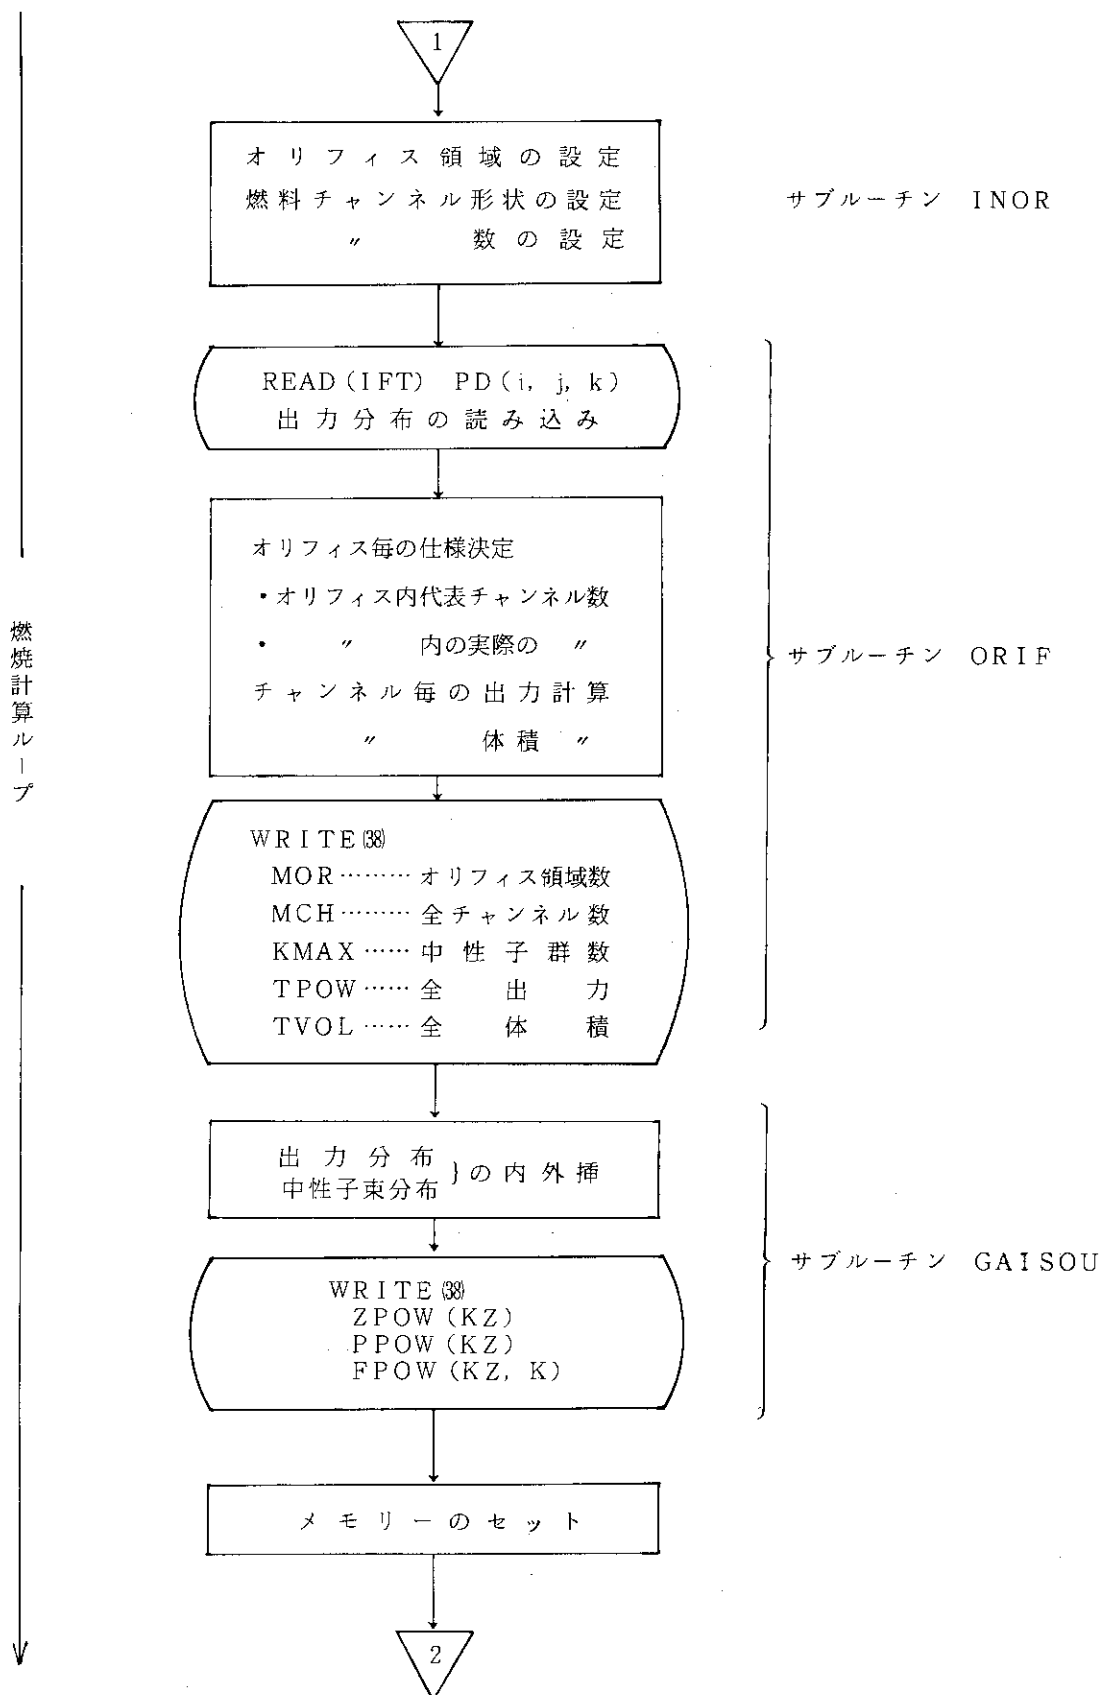 1
オリフィス領域の設定
燃料チャンネル形状の設定
〃 数の設定
サブルーチン INOR
READ(IFT) PD(i, j, k)
出力分布の読み込み
オリフィス毎の仕様決定
・オリフィス内代表チャンネル数
・ 〃 内の実際の 〃
チャンネル毎の出力計算
〃 体積 〃
サブルーチン ORIF
燃焼計算ループ
WRITE(38)
MOR………オリフィス領域数
MCH………全チャンネル数
KMAX……中性子群数
TPOW……全出力
TVOL……全体積
出力分布
中性子束分布 } の内外挿
サブルーチン GAISOU
WRITE(38)
ZPOW(KZ)
PPOW(KZ)
FPOW(KZ, K)
メモリーのセット
2